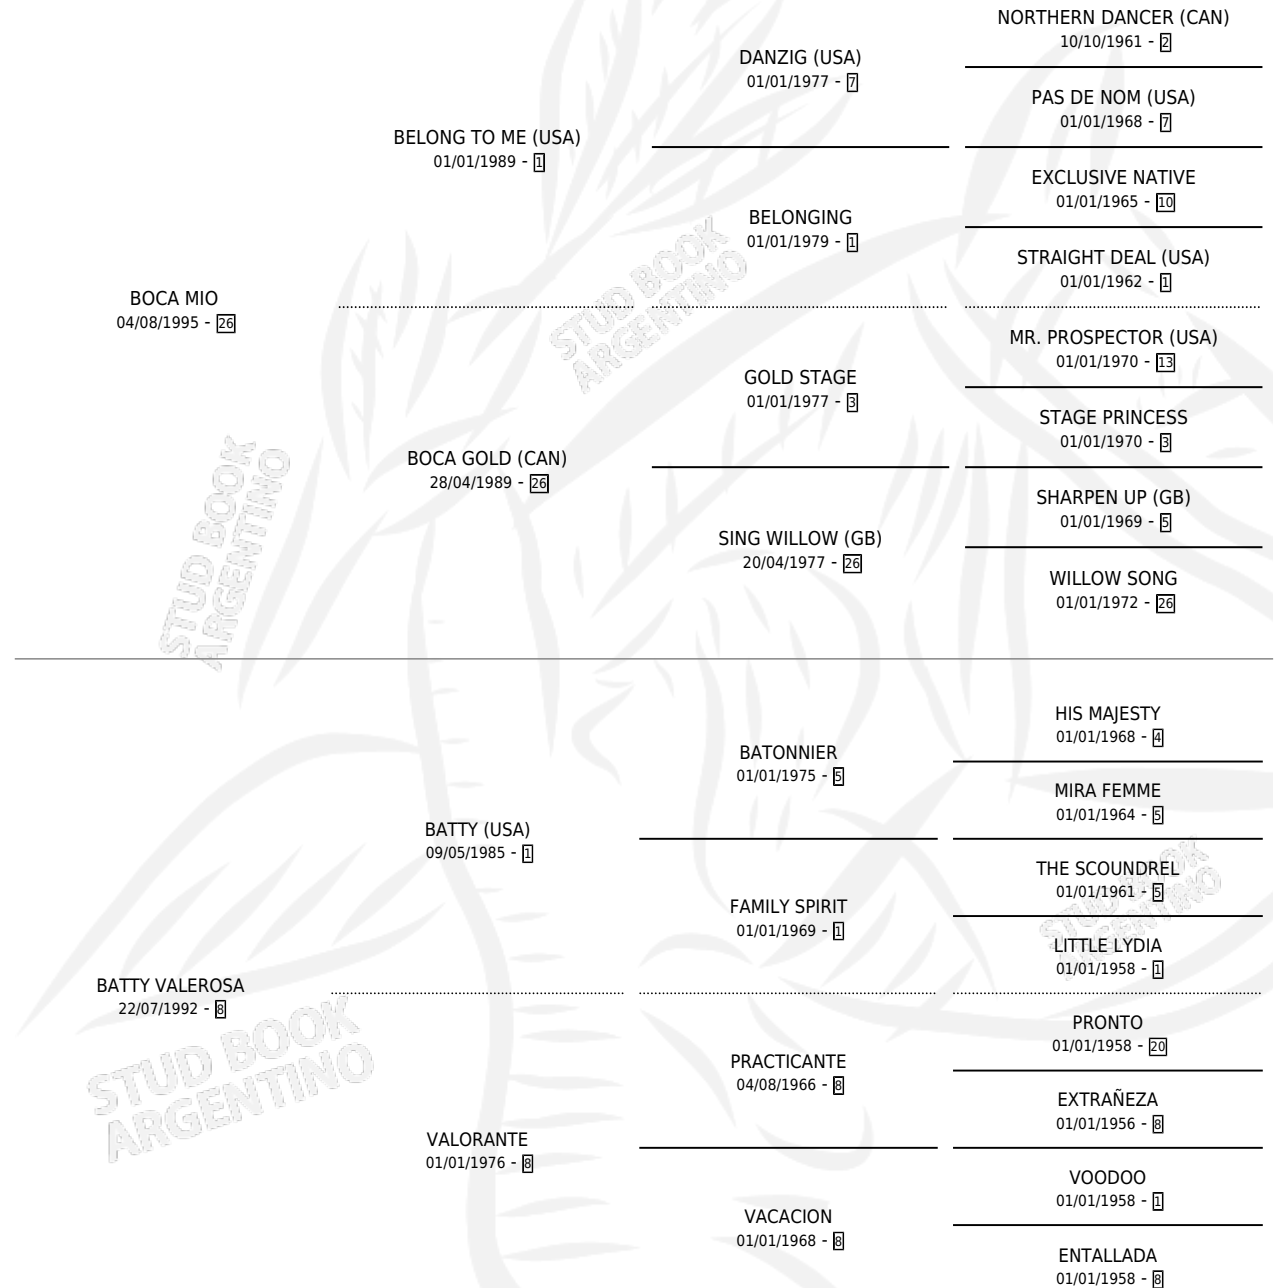 NORTHERN DANCER (CAN)
10/10/1961 - 2
DANZIG (USA)
01/01/1977 - 7
PAS DE NOM (USA)
01/01/1968 - 7
BELONG TO ME (USA)
01/01/1989 - 1
EXCLUSIVE NATIVE
01/01/1965 - 10
BELONGING
01/01/1979 - 1
STRAIGHT DEAL (USA)
01/01/1962 - 1
STUD BOOK
ARGENTINO
BOCA MIO
04/08/1995 - 26
MR. PROSPECTOR (USA)
01/01/1970 - 13
GOLD STAGE
01/01/1977 - 3
STAGE PRINCESS
01/01/1970 - 3
BOCA GOLD (CAN)
28/04/1989 - 26
SHARPEN UP (GB)
01/01/1969 - 5
SING WILLOW (GB)
20/04/1977 - 26
WILLOW SONG
01/01/1972 - 26
STUD BOOK
ARGENTINO
HIS MAJESTY
01/01/1968 - 4
BATONNIER
01/01/1975 - 5
MIRA FEMME
01/01/1964 - 5
BATTY (USA)
09/05/1985 - 1
THE SCOUNDREL
01/01/1961 - 5
FAMILY SPIRIT
01/01/1969 - 1
LITTLE LYDIA
01/01/1958 - 1
STUD BOOK
ARGENTINO
BATTY VALEROSA
22/07/1992 - 8
PRONTO
01/01/1958 - 20
PRACTICANTE
04/08/1966 - 8
EXTRAÑEZA
01/01/1956 - 8
STUD BOOK
ARGENTINO
VALORANTE
01/01/1976 - 8
VOODOO
01/01/1958 - 1
VACACION
01/01/1968 - 8
ENTALLADA
01/01/1958 - 8